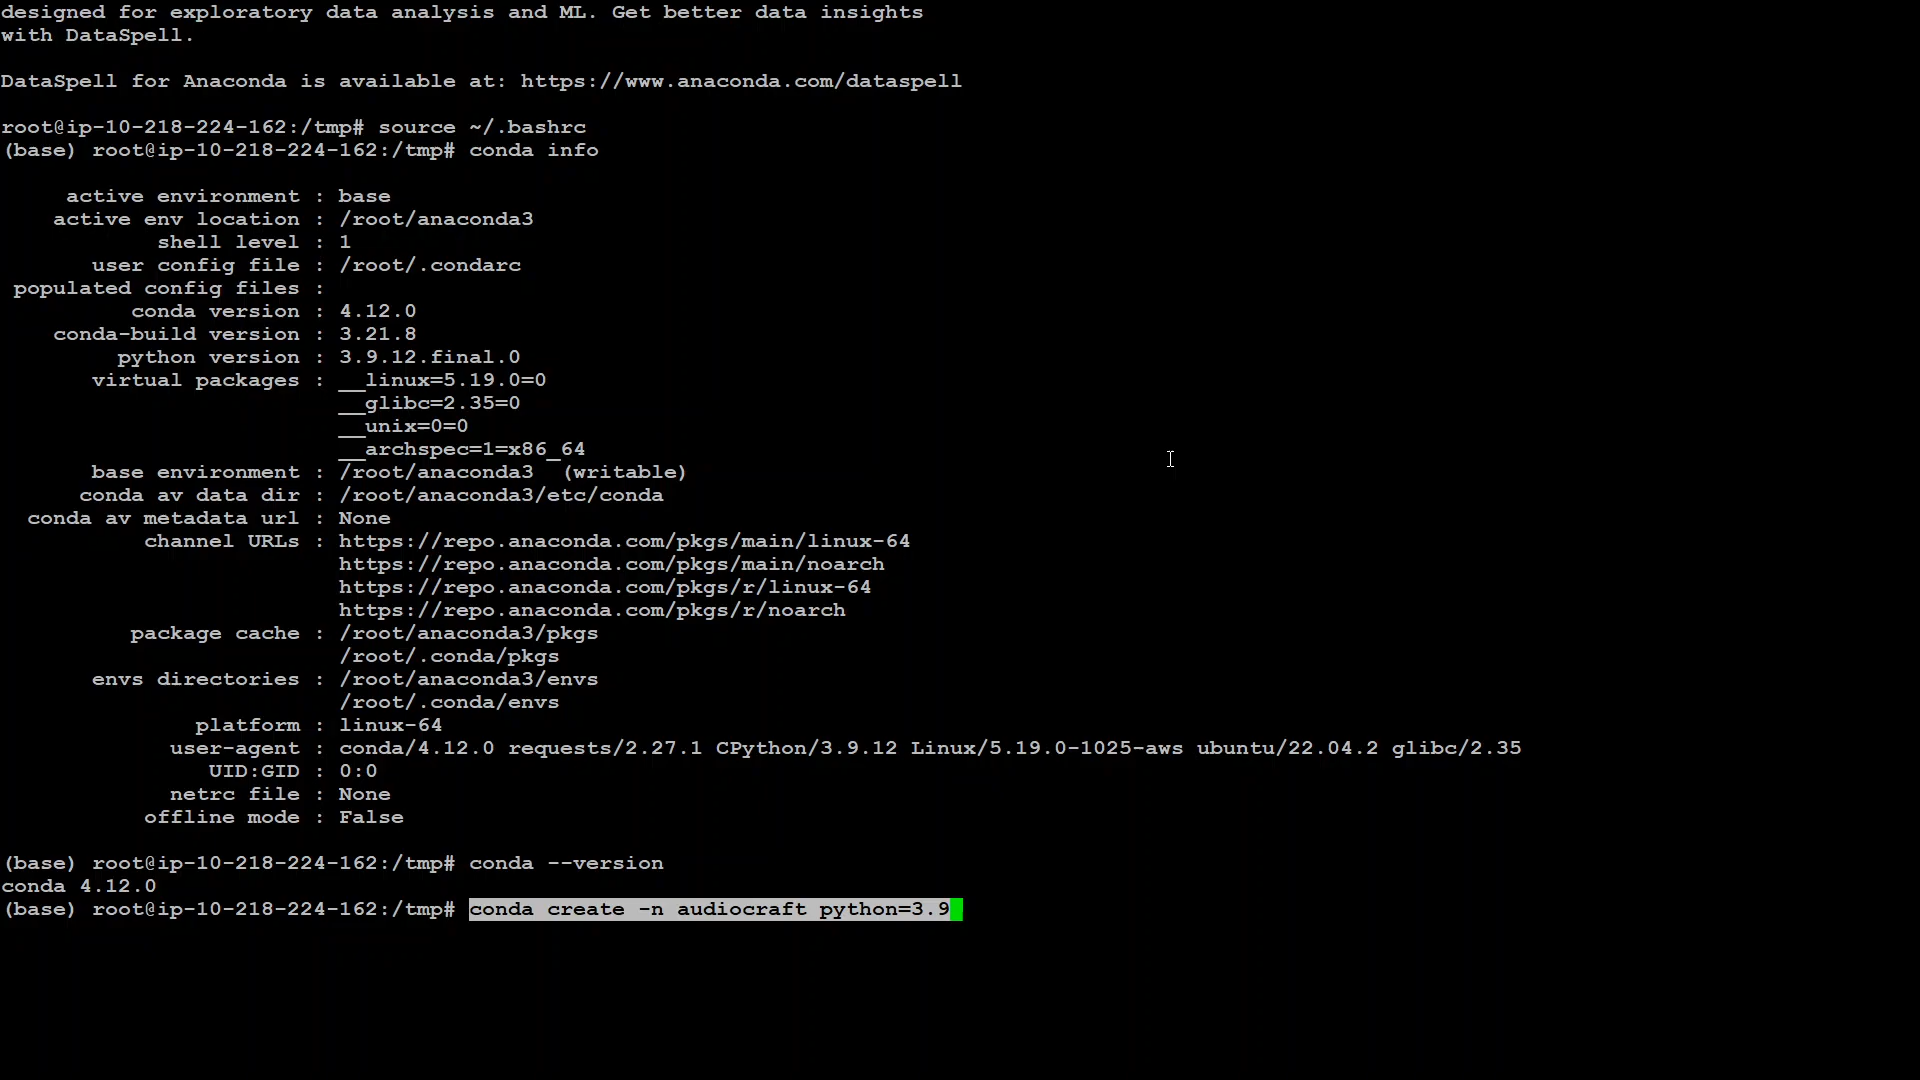 designed for exploratory data analysis and ML. Get better data insights
with DataSpell.
DataSpell for Anaconda is available at: https://www.anaconda.com/dataspell
root@ip-10-218-224-162:/tmp# source ~/.bashrc
(base) root@ip-10-218-224-162:/tmp# conda info
active environment : base
active env location : /root/anaconda3
shell level : 1
user config file : /root/.condarc
populated config files :
conda version : 4.12.0
conda-build version : 3.21.8
python version : 3.9.12.final.0
virtual packages : __linux=5.19.0=0
__glibc=2.35=0
__unix=0=0
__archspec=1=x86_64
base environment : /root/anaconda3  (writable)
conda av data dir : /root/anaconda3/etc/conda
conda av metadata url : None
channel URLs : https://repo.anaconda.com/pkgs/main/linux-64
https://repo.anaconda.com/pkgs/main/noarch
https://repo.anaconda.com/pkgs/r/linux-64
https://repo.anaconda.com/pkgs/r/noarch
package cache : /root/anaconda3/pkgs
/root/.conda/pkgs
envs directories : /root/anaconda3/envs
/root/.conda/envs
platform : linux-64
user-agent : conda/4.12.0 requests/2.27.1 CPython/3.9.12 Linux/5.19.0-1025-aws ubuntu/22.04.2 glibc/2.35
UID:GID : 0:0
netrc file : None
offline mode : False
(base) root@ip-10-218-224-162:/tmp# conda --version
conda 4.12.0
(base) root@ip-10-218-224-162:/tmp# conda create -n audiocraft python=3.9